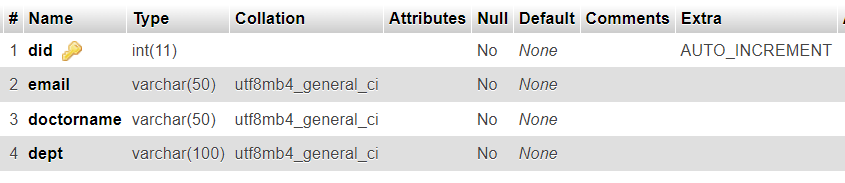 # Name Type Collation Attributes Null Default Comments Extra
1 did int(11) No None AUTO_INCREMENT
2 email varchar(50) utf8mb4_general_ci No None
3 doctorname varchar(50) utf8mb4_general_ci No None
4 dept varchar(100) utf8mb4_general_ci No None